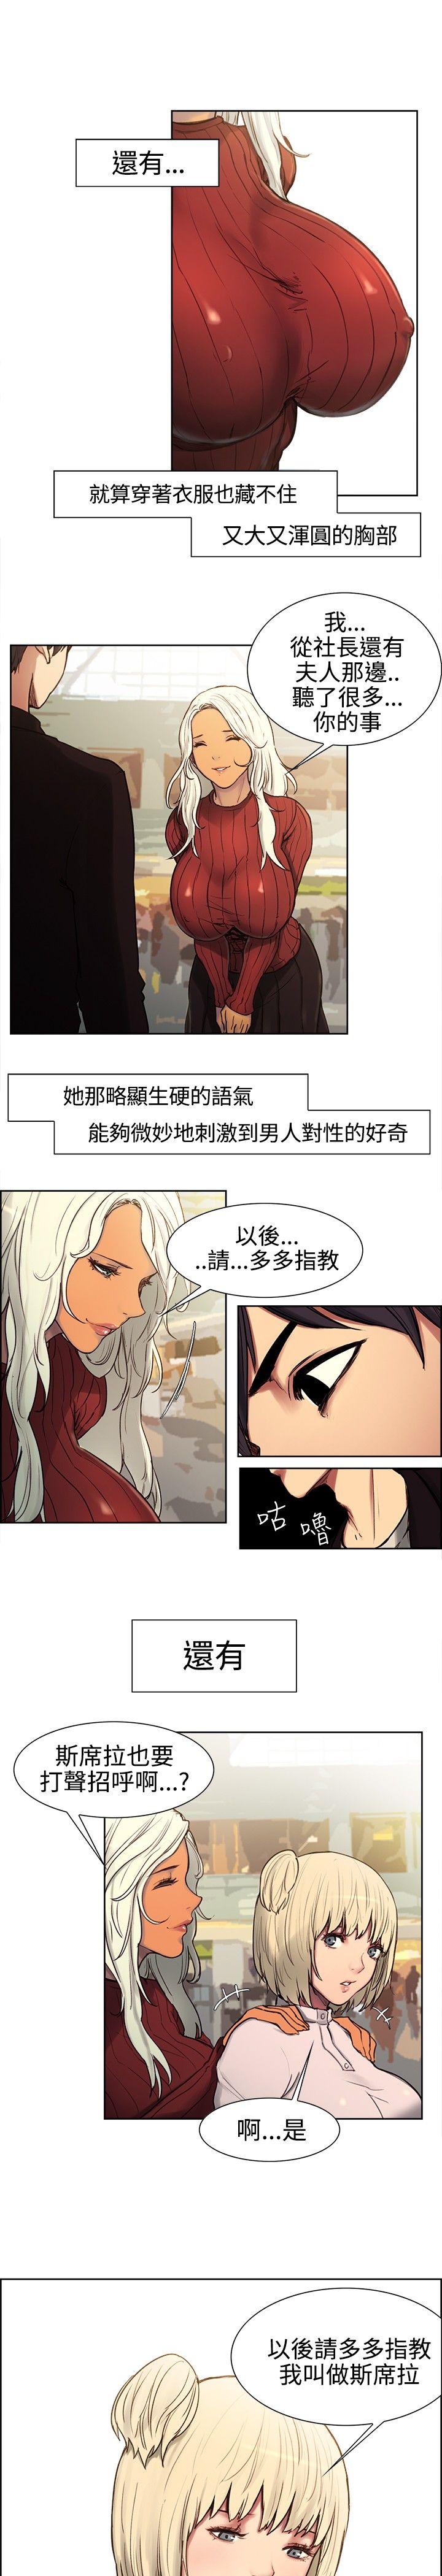 還有...
就算穿著衣服也藏不住
又大又渾圓的胸部
我...
從社長還有
夫人那邊..
聽了很多...
你的事
她那略顯生硬的語氣
能夠微妙地刺激到男人對性的好奇
以後...
..請...多多指教
咕嚕
還有
斯席拉也要
打聲招呼啊...?
啊...是
以後請多多指教
我叫做斯席拉